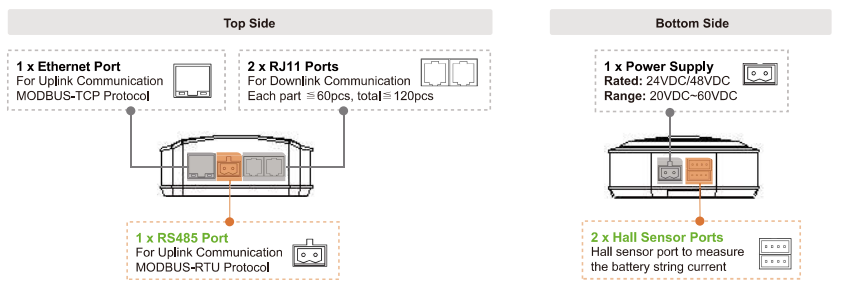 Top Side
1 x Ethernet Port
For Uplink Communication
MODBUS-TCP Protocol
2 x RJ11 Ports
For Downlink Communication
Each part ≦60pcs, total≦120pcs
1 x RS485 Port
For Uplink Communication
MODBUS-RTU Protocol
Bottom Side
1 x Power Supply
Rated: 24VDC/48VDC
Range: 20VDC~60VDC
2 x Hall Sensor Ports
Hall sensor port to measure
the battery string current